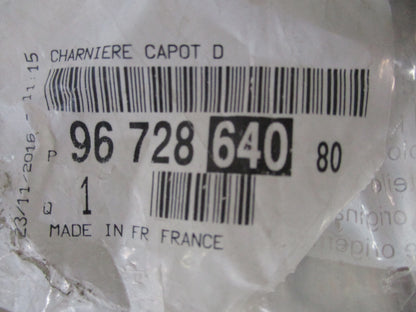 CHARNIERE CAPOT D
P 96 728 640 80
Q 1
MADE IN FR FRANCE
23/11-2016 - 11:15